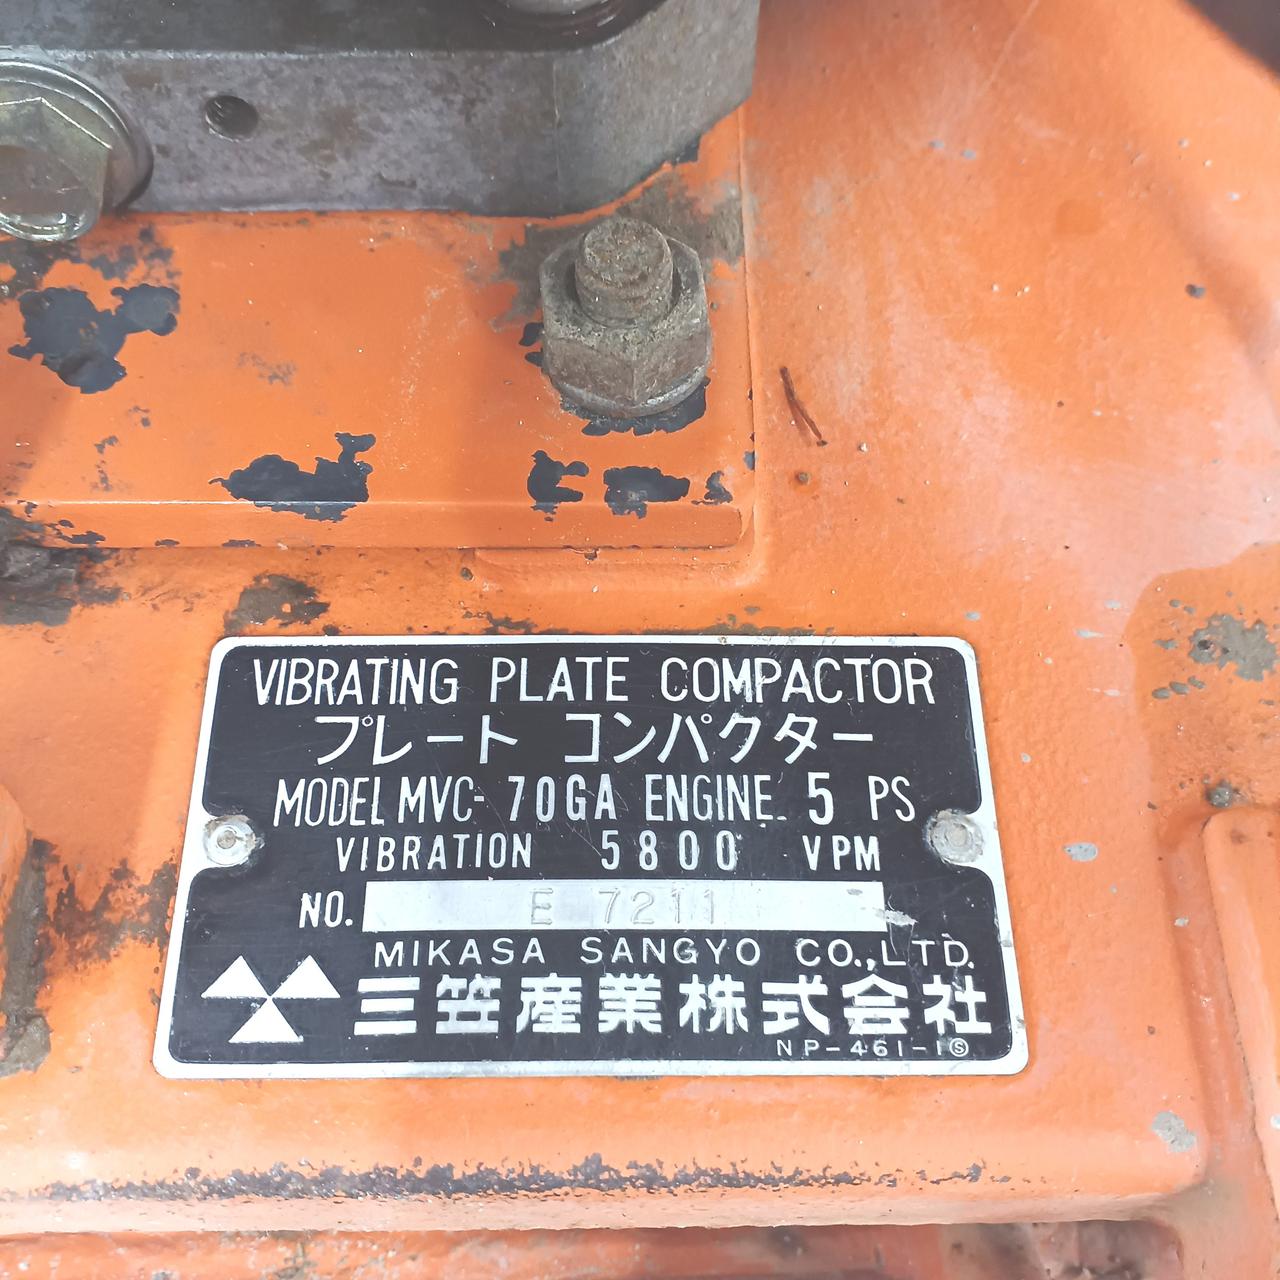 VIBRATING PLATE COMPACTOR
プレート コンパクター
MODEL MVC-70GA ENGINE 5 PS
VIBRATION 5800 VPM
NO. E 7211
MIKASA SANGYO CO., LTD.
三笠産業株式会社
NP-461-1Ⓢ